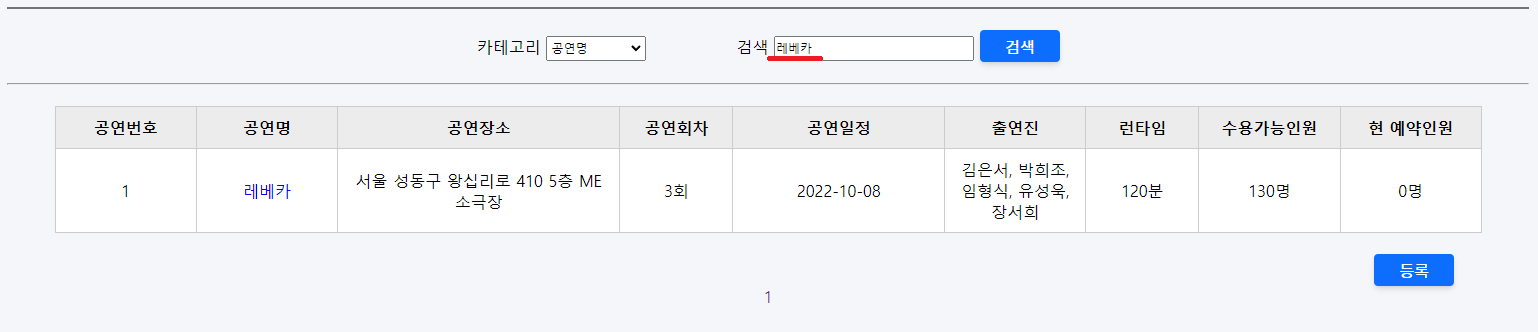 카테고리 공연명 검색 레베카 검색
공연번호 공연명 공연장소 공연회차 공연일정 출연진 런타임 수용가능인원 현 예약인원
1 레베카 서울 성동구 왕십리로 410 5층 ME 소극장 3회 2022-10-08 김은서, 박희조, 임형식, 유성욱, 장서희 120분 130명 0명
등록
1